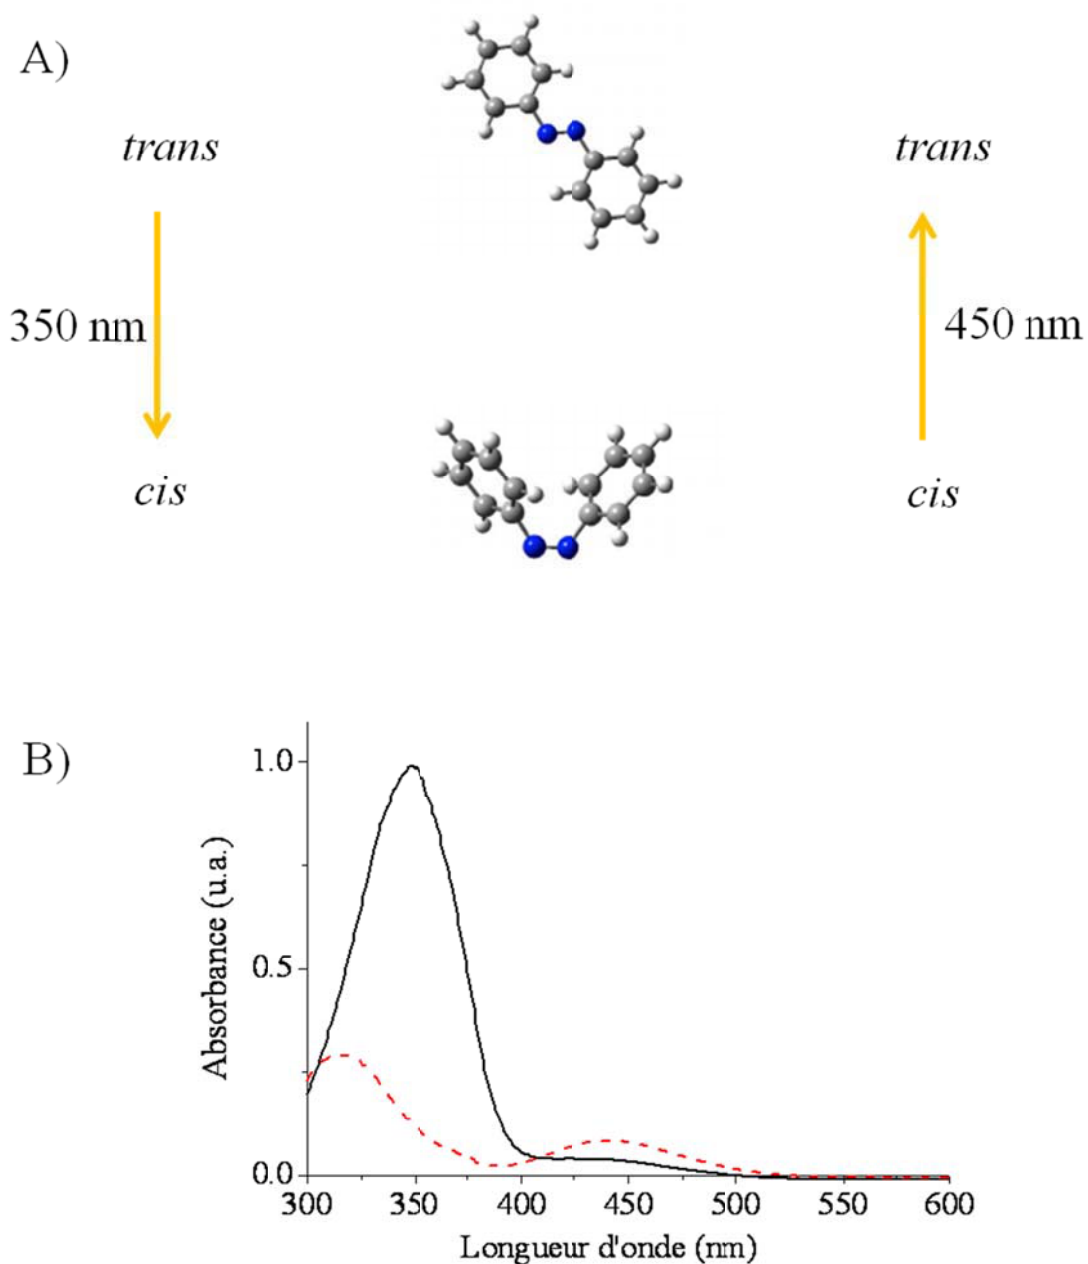 A)
trans
trans
350 nm
450 nm
cis
cis
B)
Absorbance (u.a.)
1.0
0.5
0.0
300 350 400 450 500 550 600
Longueur d'onde (nm)